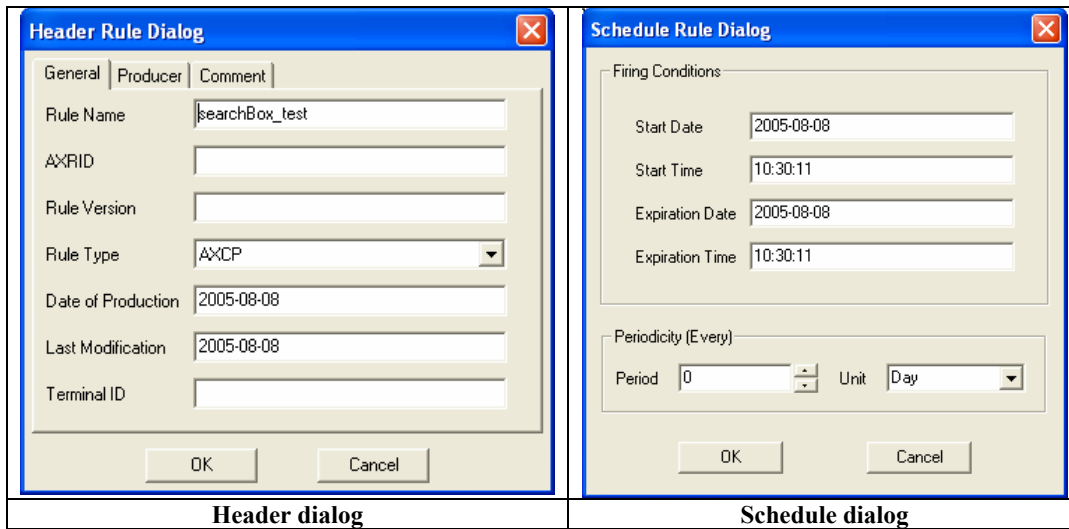 Header Rule Dialog
General Producer Comment
Rule Name searchBox_test
AXRID
Rule Version
Rule Type AXCP
Date of Production 2005-08-08
Last Modification 2005-08-08
Terminal ID
OK Cancel
Header dialog
Schedule Rule Dialog
Firing Conditions
Start Date 2005-08-08
Start Time 10:30:11
Expiration Date 2005-08-08
Expiration Time 10:30:11
Periodicity (Every)
Period 0 Unit Day
OK Cancel
Schedule dialog